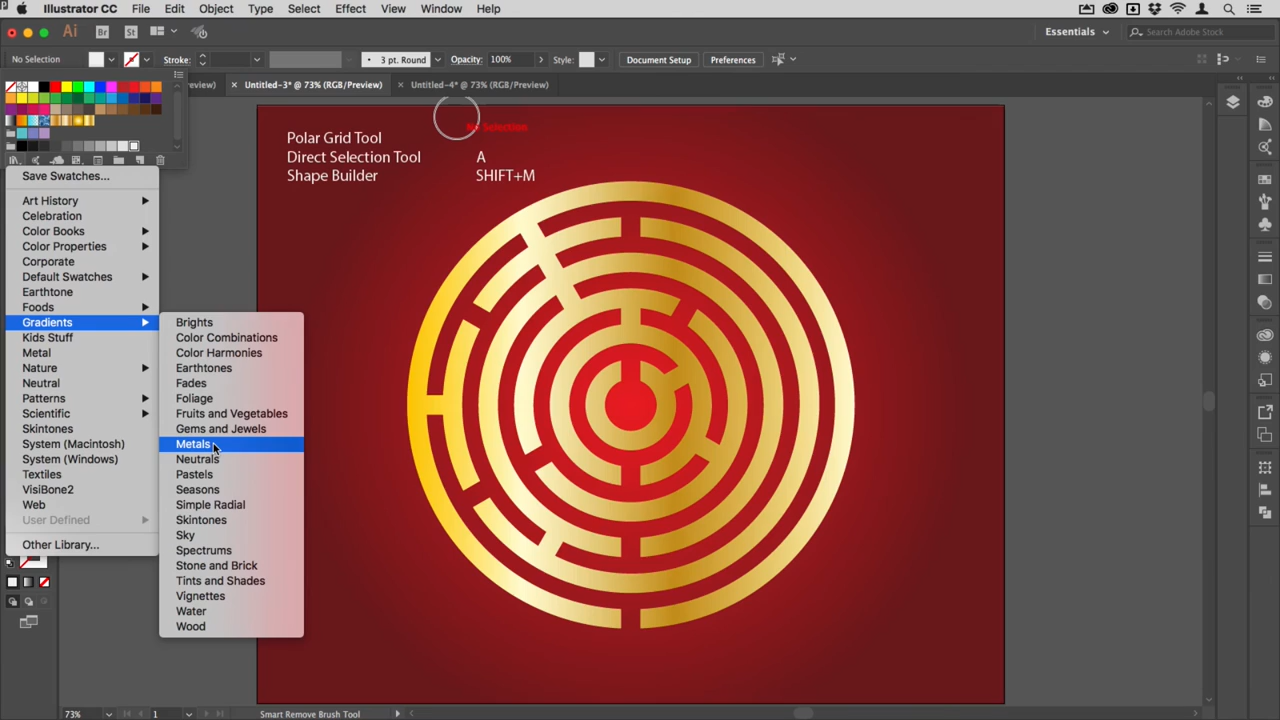 Illustrator CC File Edit Object Type Select Effect View Window Help
Ai Br St Essentials Search Adobe Stock
No Selection Stroke: 3 pt. Round Opacity: 100% Style: Document Setup Preferences
view) × Untitled-3* @ 73% (RGB/Preview) × Untitled-4* @ 73% (RGB/Preview)
No Selection
Polar Grid Tool
Direct Selection Tool A
Shape Builder SHIFT+M
Save Swatches...
Art History
Celebration
Color Books
Color Properties
Corporate
Default Swatches
Earthtone
Foods
Gradients
Kids Stuff
Metal
Nature
Neutral
Patterns
Scientific
Skintones
System (Macintosh)
System (Windows)
Textiles
VisiBone2
Web
User Defined
Other Library...
Brights
Color Combinations
Color Harmonies
Earthtones
Fades
Foliage
Fruits and Vegetables
Gems and Jewels
Metals
Neutrals
Pastels
Seasons
Simple Radial
Skintones
Sky
Spectrums
Stone and Brick
Tints and Shades
Vignettes
Water
Wood
73% 1 Smart Remove Brush Tool